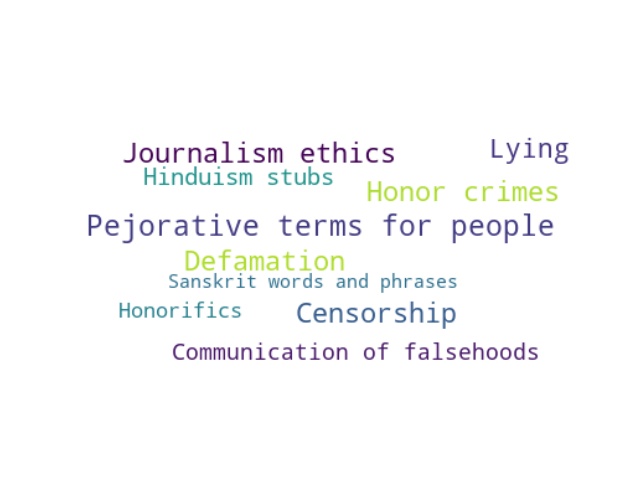 Journalism ethics
Lying
Hinduism stubs
Honor crimes
Pejorative terms for people
Defamation
Sanskrit words and phrases
Honorifics
Censorship
Communication of falsehoods